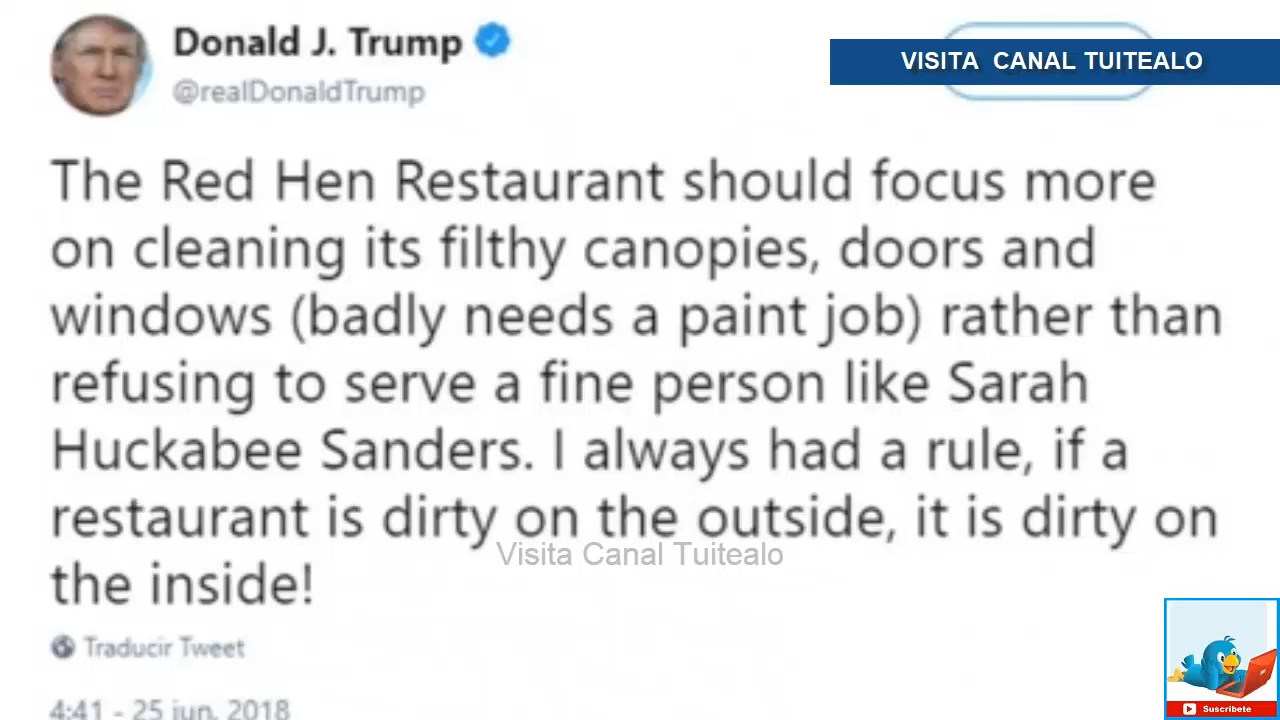 Donald J. Trump
@realDonaldTrump
VISITA CANAL TUITEALO
The Red Hen Restaurant should focus more
on cleaning its filthy canopies, doors and
windows (badly needs a paint job) rather than
refusing to serve a fine person like Sarah
Huckabee Sanders. I always had a rule, if a
restaurant is dirty on the outside, it is dirty on
Visita Canal Tuitealo
the inside!
Traducir Tweet
4:41 - 25 jun. 2018
Suscribete